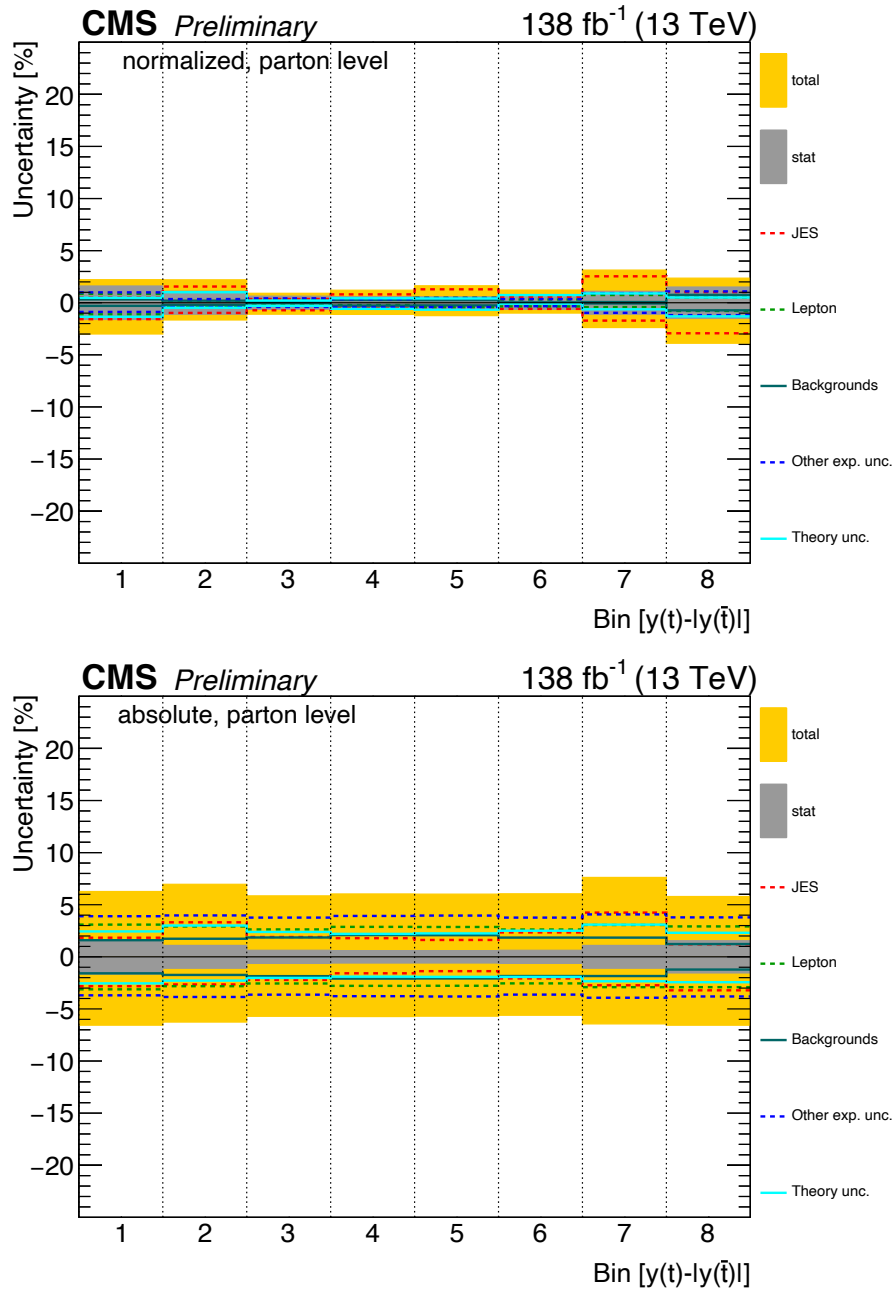 CMS Preliminary 138 fb⁻¹ (13 TeV)
normalized, parton level
Uncertainty [%]
20
15
10
5
0
−5
−10
−15
−20
1 2 3 4 5 6 7 8
Bin [y(t)-|y(t̄)|]
total
stat
JES
Lepton
Backgrounds
Other exp. unc.
Theory unc.
CMS Preliminary 138 fb⁻¹ (13 TeV)
absolute, parton level
Uncertainty [%]
20
15
10
5
0
−5
−10
−15
−20
1 2 3 4 5 6 7 8
Bin [y(t)-|y(t̄)|]
total
stat
JES
Lepton
Backgrounds
Other exp. unc.
Theory unc.